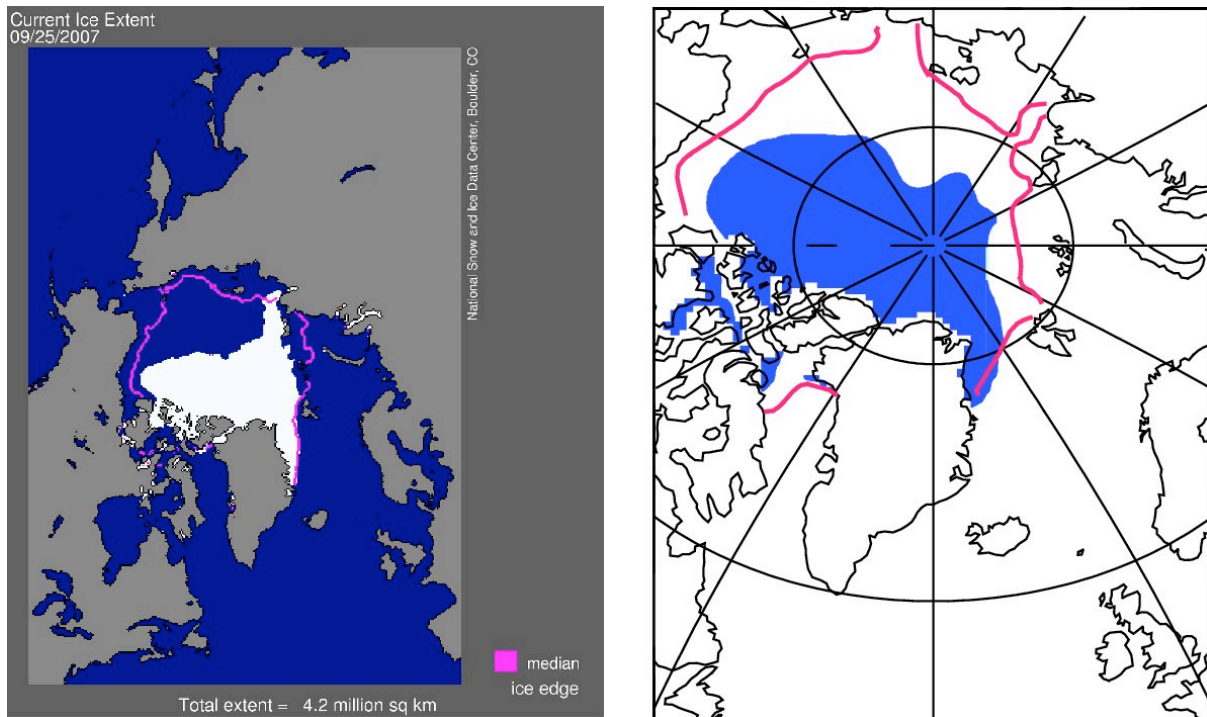 Current Ice Extent
09/25/2007
National Snow and Ice Data Center, Boulder, CO
median
ice edge
Total extent = 4.2 million sq km